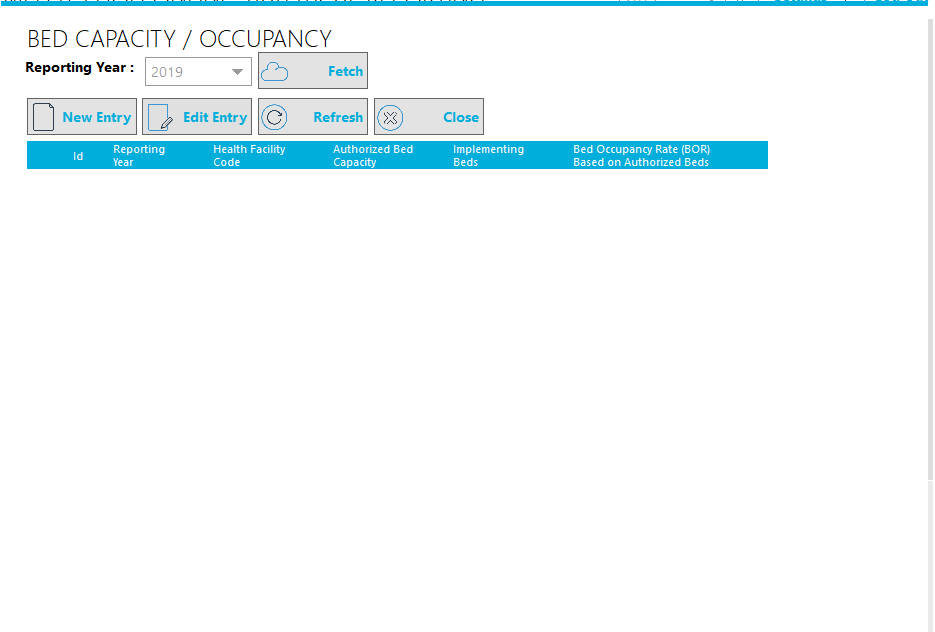 BED CAPACITY / OCCUPANCY
Reporting Year :
2019
Fetch
New Entry
Edit Entry
Refresh
Close
Id
Reporting
Year
Health Facility
Code
Authorized Bed
Capacity
Implementing
Beds
Bed Occupancy Rate (BOR)
Based on Authorized Beds